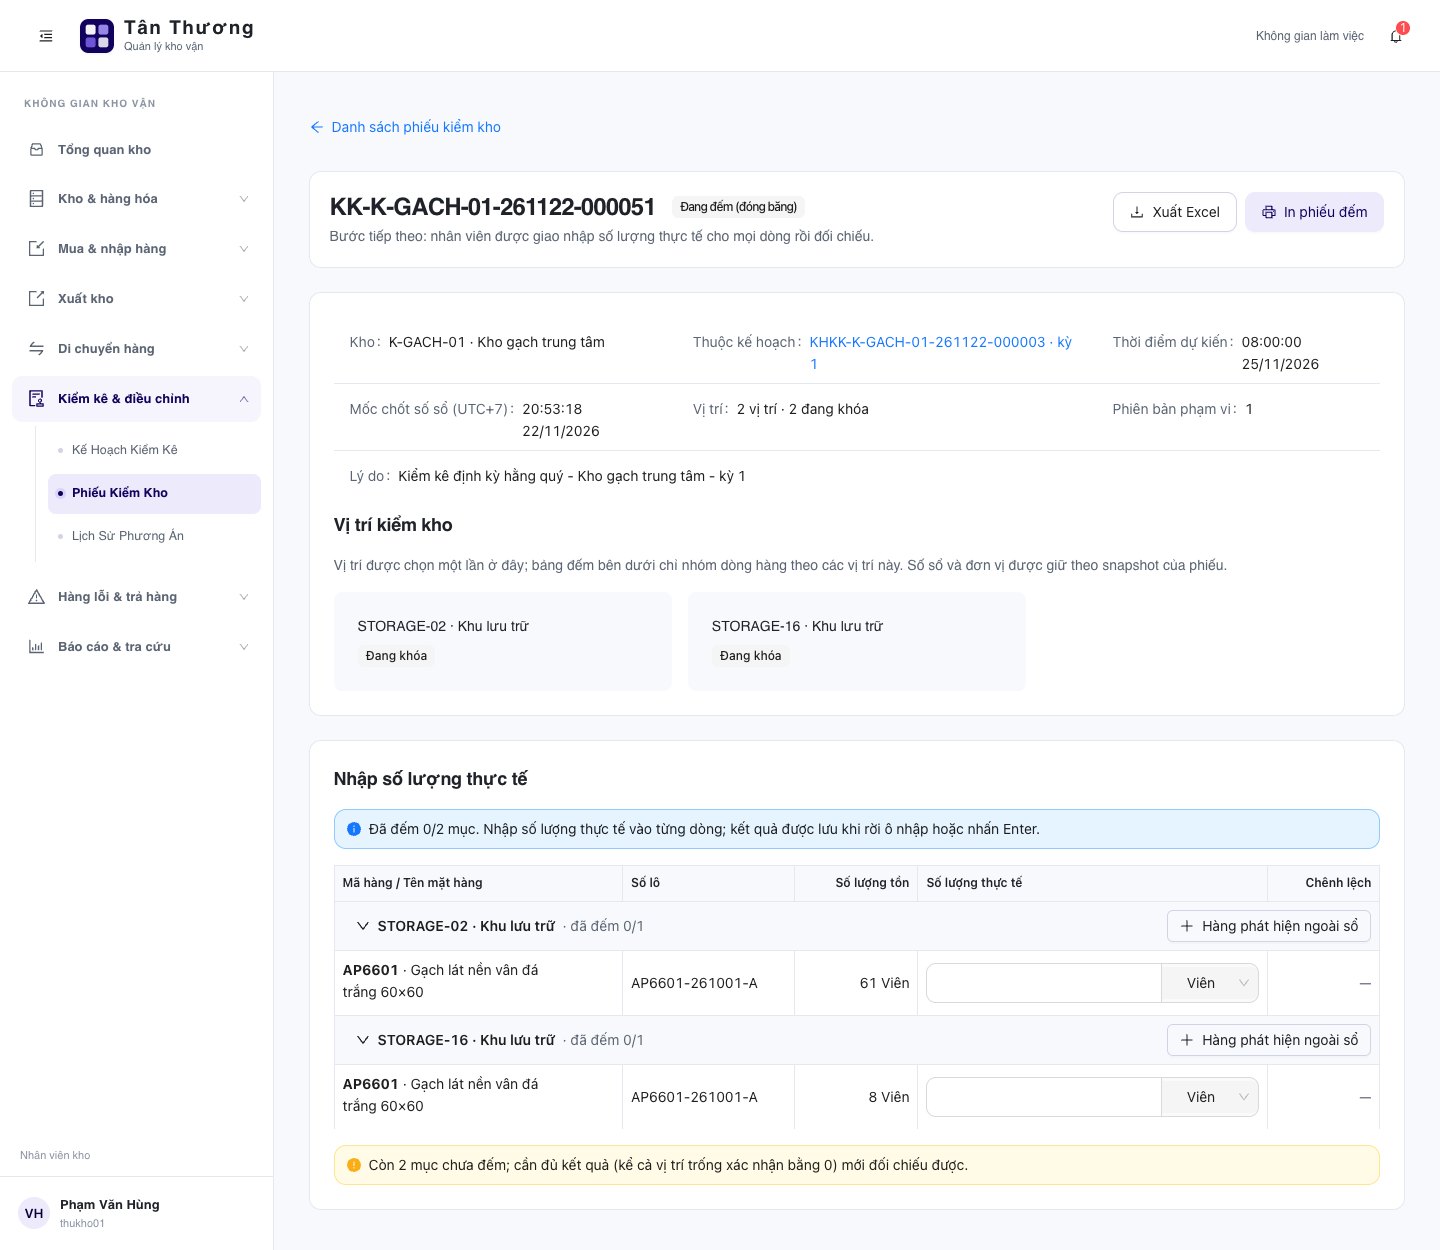 Tân Thương
Quản lý kho vận
Không gian làm việc
1
KHÔNG GIAN KHO VẬN
Tổng quan kho
Kho & hàng hóa
Mua & nhập hàng
Xuất kho
Di chuyển hàng
Kiểm kê & điều chỉnh
Kế Hoạch Kiểm Kê
Phiếu Kiểm Kho
Lịch Sử Phương Án
Hàng lỗi & trả hàng
Báo cáo & tra cứu
Nhân viên kho
VH
Phạm Văn Hùng
thukho01
Danh sách phiếu kiểm kho
KK-K-GACH-01-261122-000051 Đang đếm (đóng băng)
Bước tiếp theo: nhân viên được giao nhập số lượng thực tế cho mọi dòng rồi đối chiếu.
Xuất Excel
In phiếu đếm
Kho: K-GACH-01 · Kho gạch trung tâm
Thuộc kế hoạch: KHKK-K-GACH-01-261122-000003 · kỳ
1
Thời điểm dự kiến: 08:00:00
25/11/2026
Mốc chốt sổ số (UTC+7): 20:53:18
22/11/2026
Vị trí: 2 vị trí · 2 đang khóa
Phiên bản phạm vi: 1
Lý do: Kiểm kê định kỳ hằng quý - Kho gạch trung tâm - kỳ 1
Vị trí kiểm kho
Vị trí được chọn một lần ở đây; bảng đếm bên dưới chỉ nhóm dòng hàng theo các vị trí này. Số sổ và đơn vị được giữ theo snapshot của phiếu.
STORAGE-02 · Khu lưu trữ
Đang khóa
STORAGE-16 · Khu lưu trữ
Đang khóa
Nhập số lượng thực tế
Đã đếm 0/2 mục. Nhập số lượng thực tế vào từng dòng; kết quả được lưu khi rời ô nhập hoặc nhấn Enter.
Mã hàng / Tên mặt hàng Số lô Số lượng tồn Số lượng thực tế Chênh lệch
STORAGE-02 · Khu lưu trữ · đã đếm 0/1 Hàng phát hiện ngoài sổ
AP6601 · Gạch lát nền vân đá
trắng 60×60
AP6601-261001-A 61 Viên Viên —
STORAGE-16 · Khu lưu trữ · đã đếm 0/1 Hàng phát hiện ngoài sổ
AP6601 · Gạch lát nền vân đá
trắng 60×60
AP6601-261001-A 8 Viên Viên —
Còn 2 mục chưa đếm; cần đủ kết quả (kể cả vị trí trống xác nhận bằng 0) mới đối chiếu được.